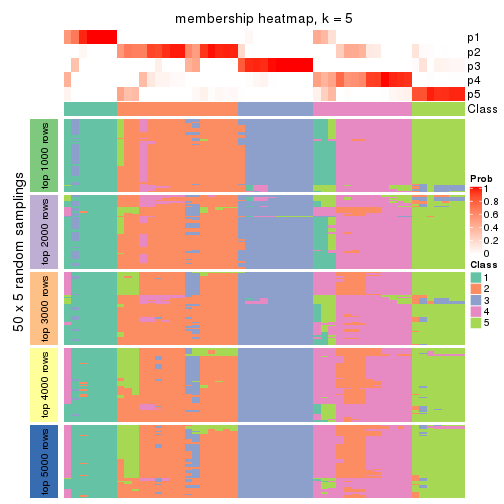 membership heatmap, k = 5
p1
p2
p3
p4
p5
Class
50 x 5 random samplings
top 1000 rows
top 2000 rows
top 3000 rows
top 4000 rows
top 5000 rows
Prob
1
0.8
0.6
0.4
0.2
0
Class
1
2
3
4
5